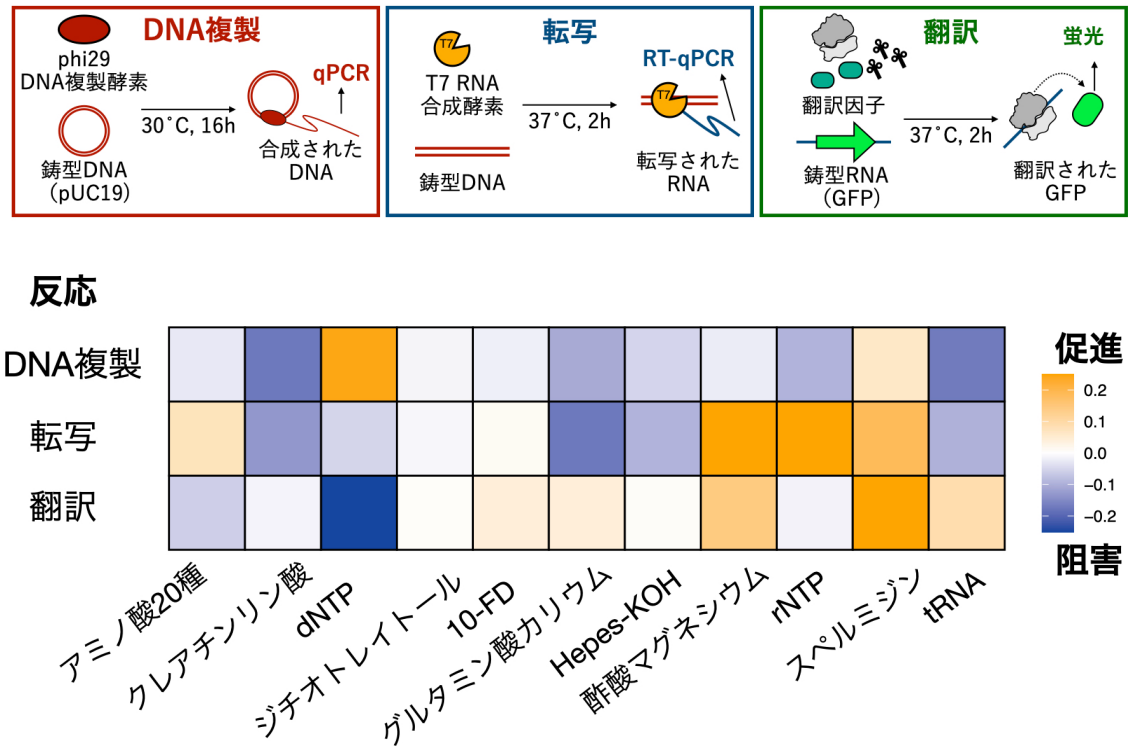 DNA複製
phi29
DNA複製酵素
qPCR
30˚C, 16h
鋳型DNA
(pUC19)
合成された
DNA
転写
T7
T7 RNA
合成酵素
RT-qPCR
T7
37˚C, 2h
鋳型DNA
転写された
RNA
翻訳
蛍光
翻訳因子
37˚C, 2h
鋳型RNA
(GFP)
翻訳された
GFP
反応
DNA複製
転写
翻訳
促進
0.2
0.1
0.0
−0.1
−0.2
阻害
アミノ酸20種
クレアチンリン酸
dNTP
ジチオトレイトール
10-FD
グルタミン酸カリウム
Hepes-KOH
酢酸マグネシウム
rNTP
スペルミジン
tRNA